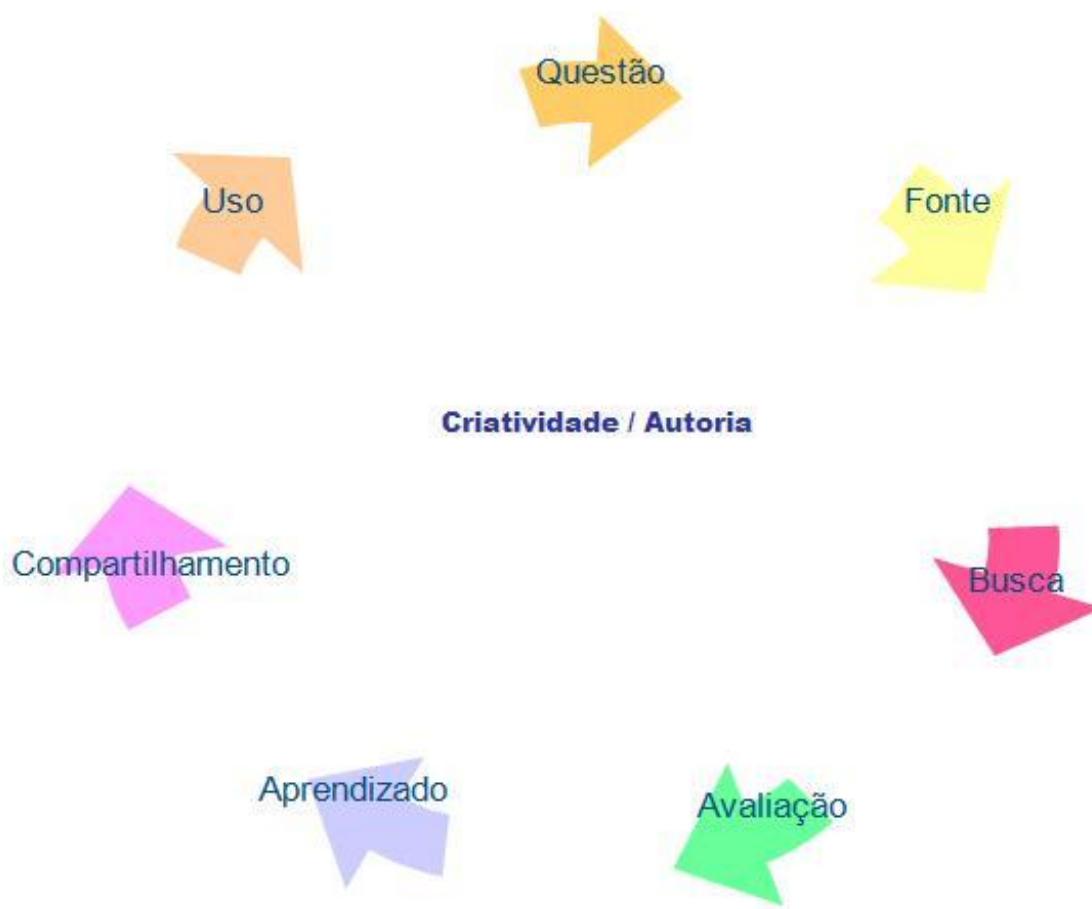 Questão
Fonte
Busca
Avaliação
Aprendizado
Compartilhamento
Uso
Criatividade / Autoria